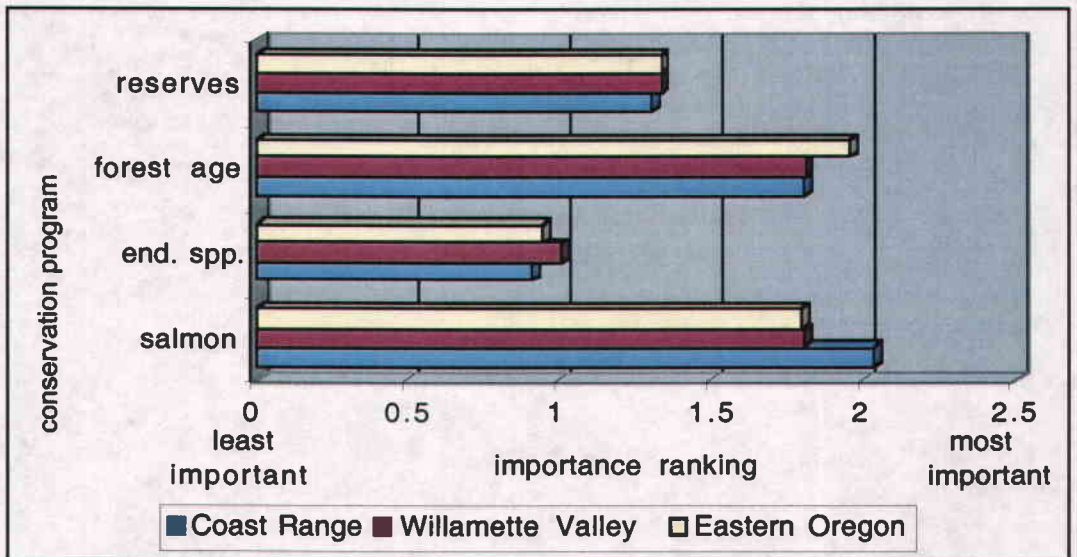 conservation program
reserves
forest age
end. spp.
salmon
0 0.5 1 1.5 2 2.5
least important
importance ranking
most important
Coast Range Willamette Valley Eastern Oregon